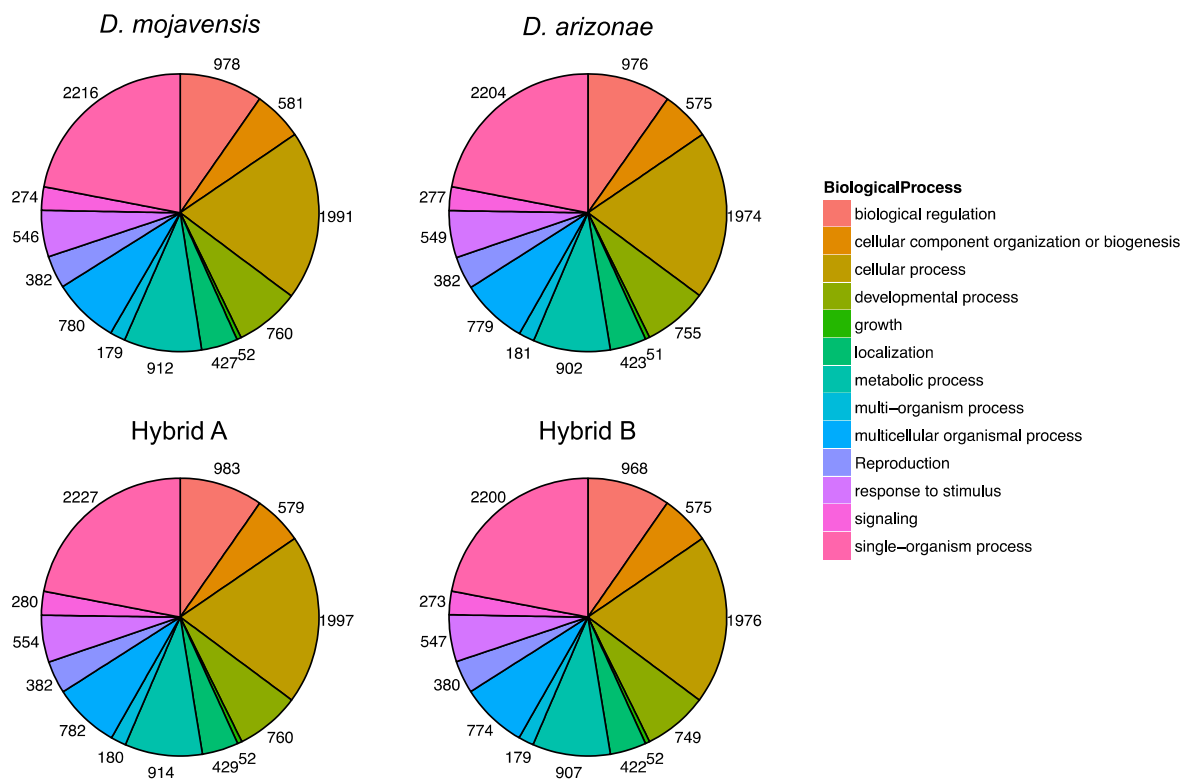 D. mojavensis
D. arizonae
978
581
1991
760
52
427
912
179
780
382
546
274
2216
976
575
1974
755
51
423
902
181
779
382
549
277
2204
BiologicalProcess
biological regulation
cellular component organization or biogenesis
cellular process
developmental process
growth
localization
metabolic process
multi−organism process
multicellular organismal process
Reproduction
response to stimulus
signaling
single−organism process
Hybrid A
Hybrid B
983
579
1997
760
52
429
914
180
782
382
554
280
2227
968
575
1976
749
52
422
907
179
774
380
547
273
2200